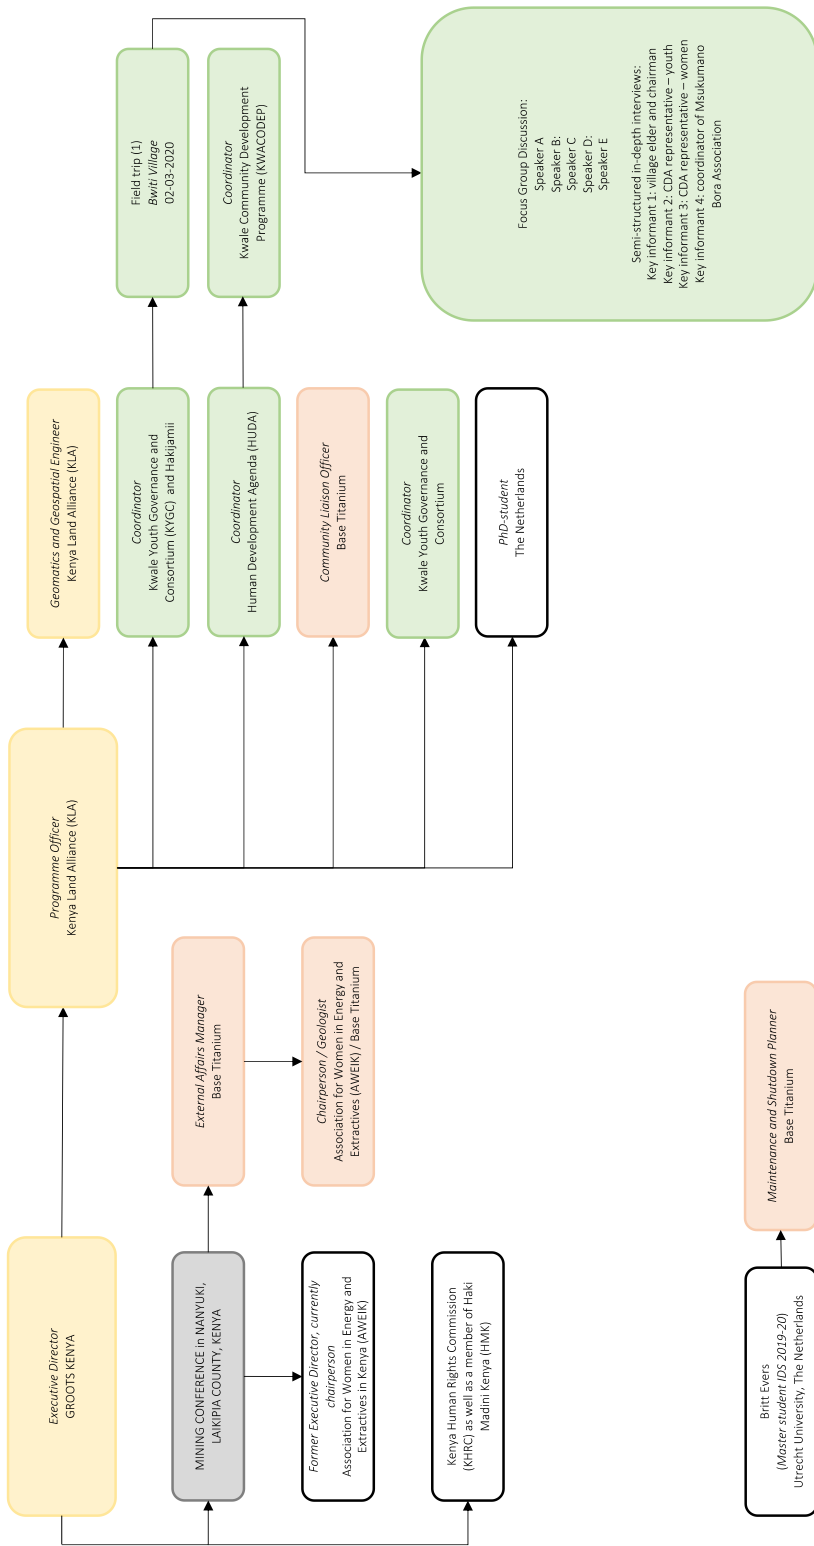 Executive Director
GROOTS KENYA
MINING CONFERENCE in NANYUKI,
LAIKIPIA COUNTY, KENYA
Former Executive Director, currently
chairperson
Association for Women in Energy and
Extractives in Kenya (AWEIK)
Kenya Human Rights Commission
(KHRC) as well as a member of Haki
Madini Kenya (HMK)
Britt Evers
(Master student IDS 2019-20)
Utrecht University, The Netherlands
External Affairs Manager
Base Titanium
Chairperson / Geologist
Association for Women in Energy and
Extractives (AWEIK) / Base Titanium
Maintenance and Shutdown Planner
Base Titanium
Programme Officer
Kenya Land Alliance (KLA)
Geomatics and Geospatial Engineer
Kenya Land Alliance (KLA)
Coordinator
Kwale Youth Governance and
Consortium (KYGC) and Hakijamii
Coordinator
Human Development Agenda (HUDA)
Community Liaison Officer
Base Titanium
Coordinator
Kwale Youth Governance and
Consortium
PhD-student
The Netherlands
Field trip (1)
Bwiti Village
02-03-2020
Coordinator
Kwale Community Development
Programme (KWACODEP)
Focus Group Discussion:
Speaker A
Speaker B:
Speaker C
Speaker D:
Speaker E
Semi-structured in-depth interviews:
Key informant 1: village elder and chairman
Key informant 2: CDA representative – youth
Key informant 3: CDA representative – women
Key informant 4: coordinator of Msukumano
Bora Association